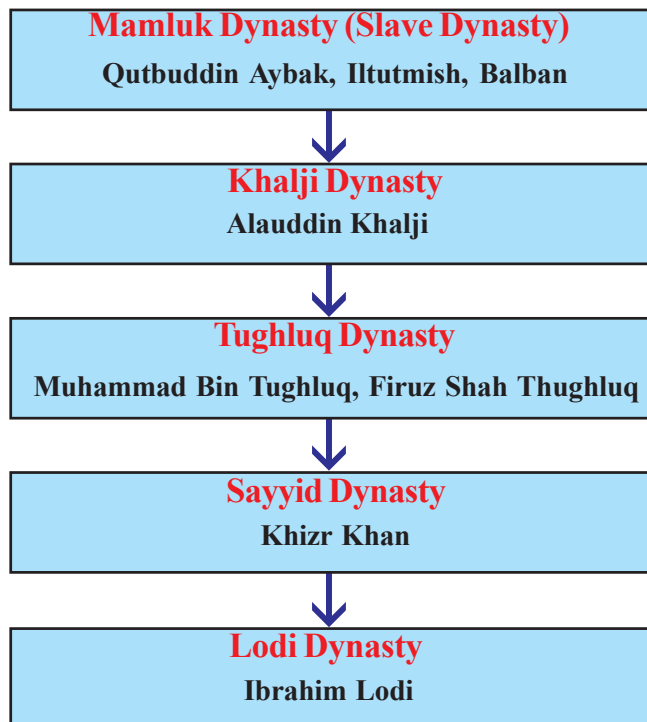 Mamluk Dynasty (Slave Dynasty)
Qutbuddin Aybak, Iltutmish, Balban
Khalji Dynasty
Alauddin Khalji
Tughluq Dynasty
Muhammad Bin Tughluq, Firuz Shah Thughluq
Sayyid Dynasty
Khizr Khan
Lodi Dynasty
Ibrahim Lodi